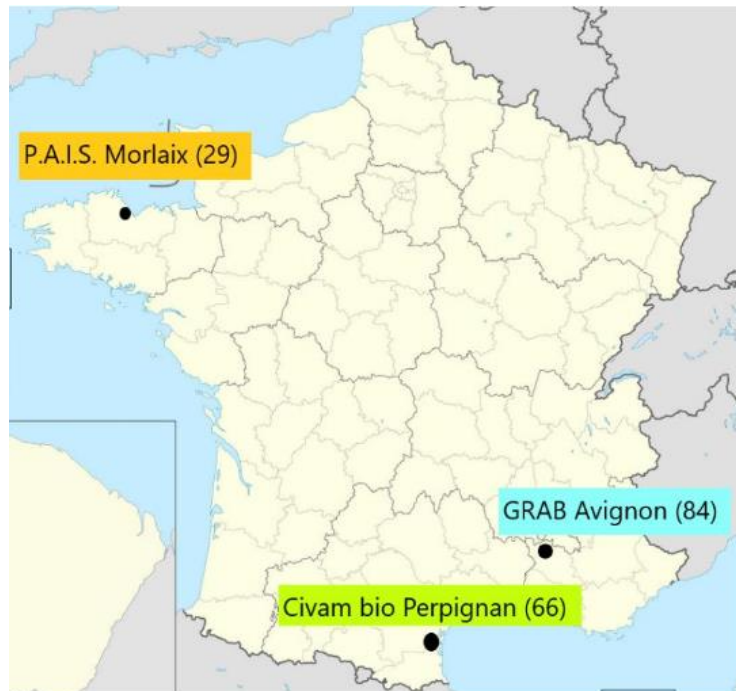 P.A.I.S. Morlaix (29)
GRAB Avignon (84)
Civam bio Perpignan (66)